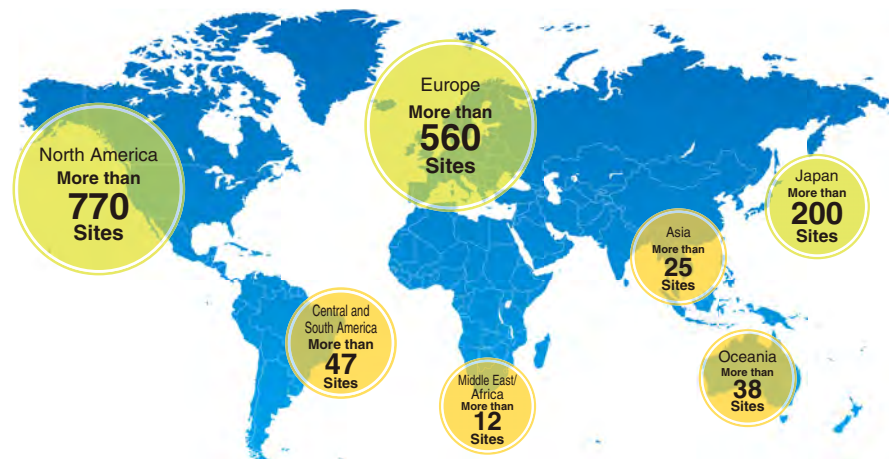 North America
More than
770
Sites
Europe
More than
560
Sites
Japan
More than
200
Sites
Asia
More than
25
Sites
Central and
South America
More than
47
Sites
Middle East/
Africa
More than
12
Sites
Oceania
More than
38
Sites